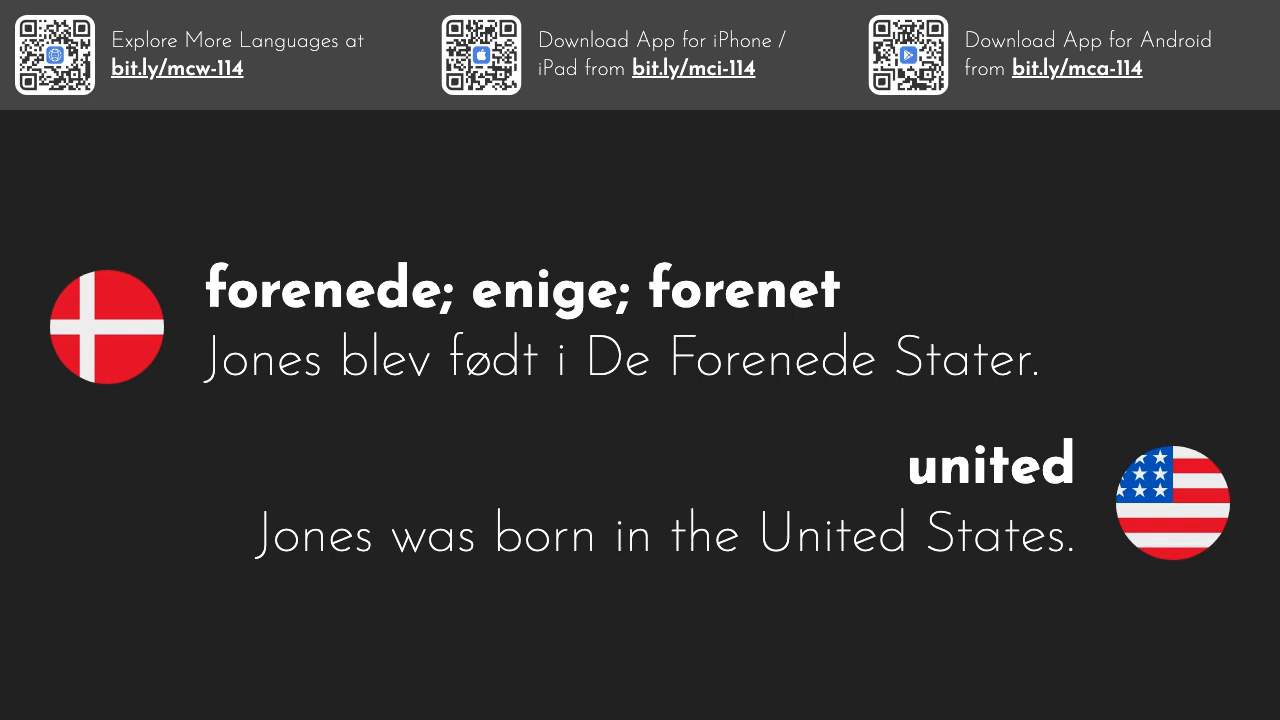 Explore More Languages at
bit.ly/mcw-114
Download App for iPhone /
iPad from bit.ly/mci-114
Download App for Android
from bit.ly/mca-114
forenede; enige; forenet
Jones blev født i De Forenede Stater.
united
Jones was born in the United States.